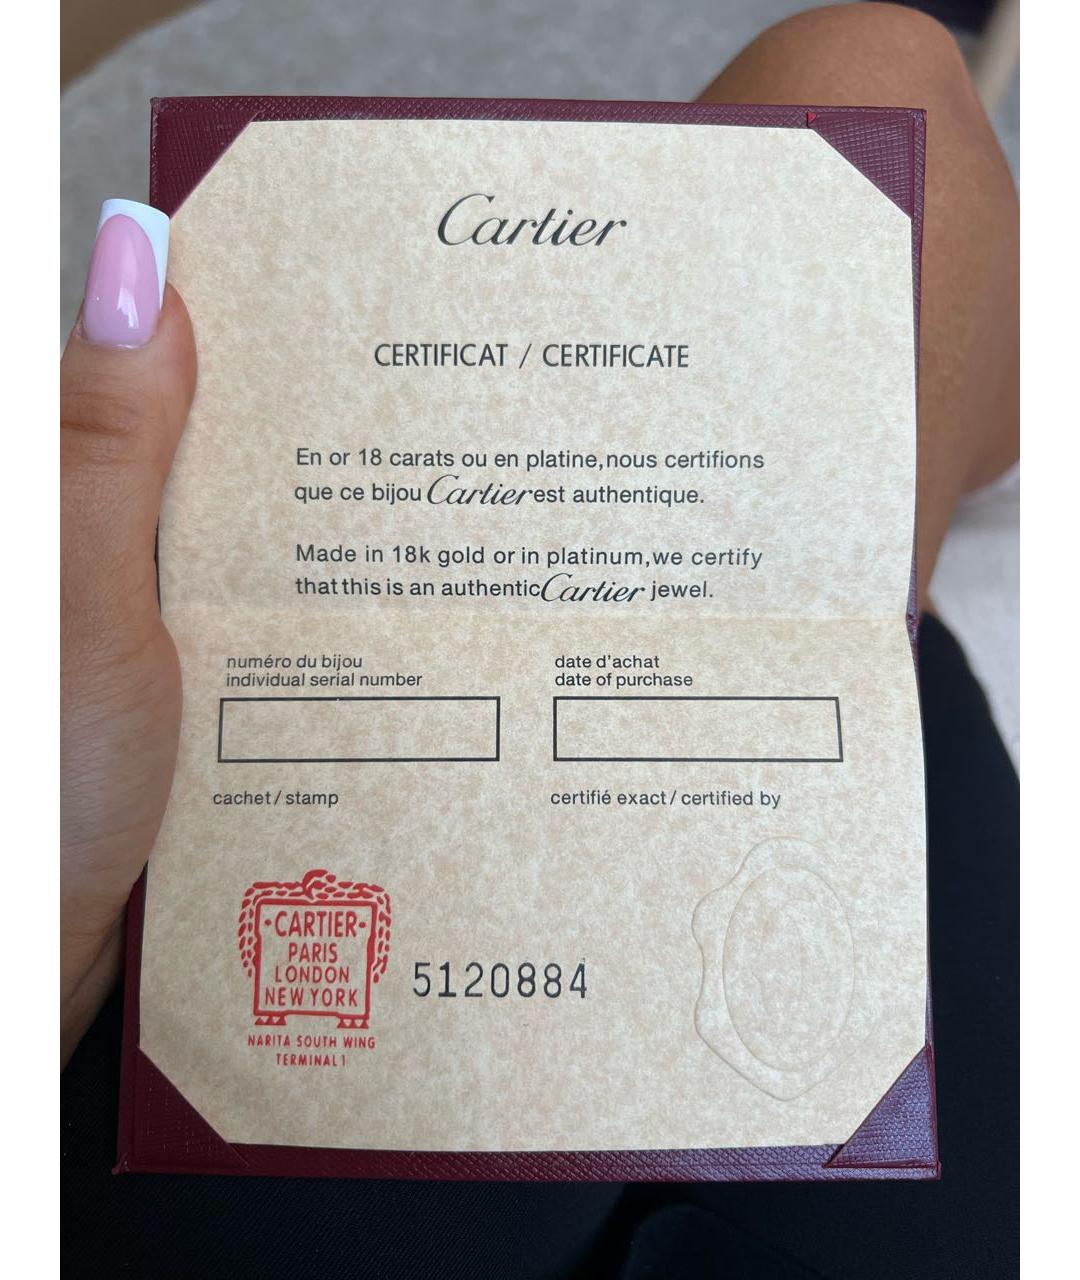 Cartier
CERTIFICAT / CERTIFICATE
En or 18 carats ou en platine,nous certifions
que ce bijou Cartier est authentique.
Made in 18k gold or in platinum,we certify
that this is an authentic Cartier jewel.
numéro du bijou
individual serial number
date d'achat
date of purchase
cachet / stamp
certifié exact / certified by
·CARTIER·
PARIS
LONDON
NEW YORK
NARITA SOUTH WING
TERMINAL 1
5120884